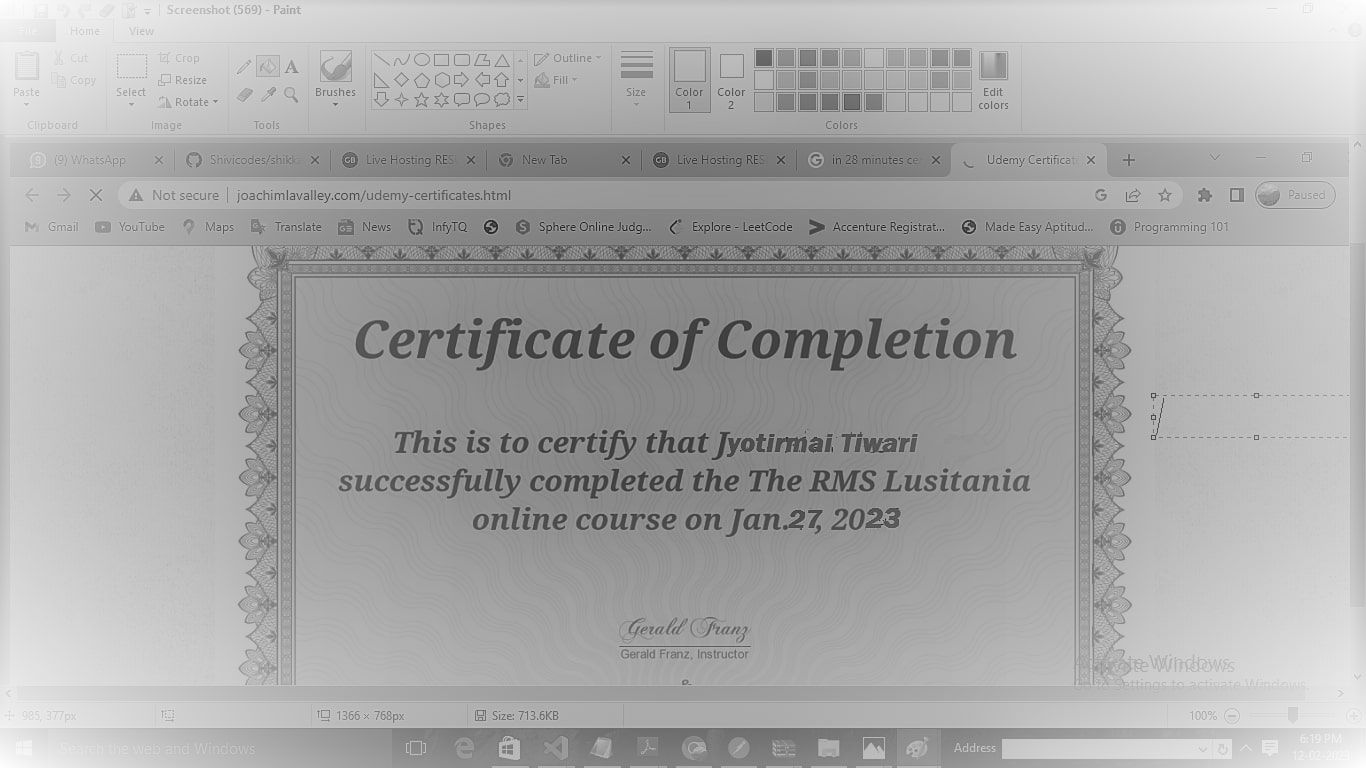 Screenshot (569) - Paint
File Home View
Paste Cut Copy Clipboard
Select Crop Resize Rotate Image
Tools
Brushes
Shapes
Outline Fill
Size
Color 1
Color 2
Colors
Edit colors
(9) WhatsApp Shivicodes/shikk Live Hosting RES New Tab Live Hosting RES in 28 minutes cer Udemy Certificate
Not secure joachimlavalley.com/udemy-certificates.html Paused
Gmail YouTube Maps Translate News InfyTQ Sphere Online Judg... Explore - LeetCode Accenture Registrat... Made Easy Aptitud... Programming 101
Certificate of Completion
This is to certify that Jyotirmai Tiwari
successfully completed the The RMS Lusitania
online course on Jan.27, 2023
Gerald Franz
Gerald Franz, Instructor
&
Activate Windows
Go to Settings to activate Windows.
985, 377px 1366 × 768px Size: 713.6KB 100%
Search the web and Windows Address 6:19 PM